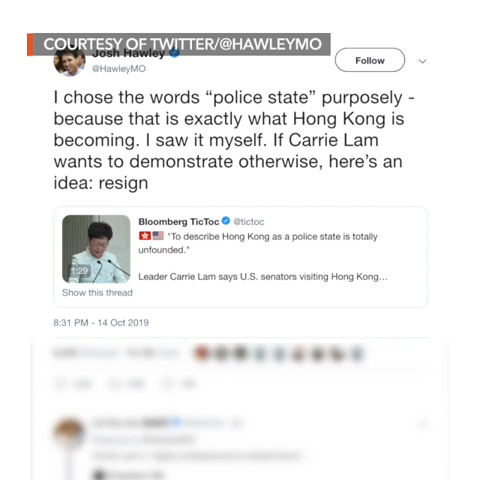 COURTESY OF TWITTER/@HAWLEYMO
Josh Hawley
@HawleyMO
Follow
I chose the words “police state” purposely -
because that is exactly what Hong Kong is
becoming. I saw it myself. If Carrie Lam
wants to demonstrate otherwise, here’s an
idea: resign
Bloomberg TicToc @tictoc
"To describe Hong Kong as a police state is totally
unfounded."
Leader Carrie Lam says U.S. senators visiting Hong Kong...
1:29
Show this thread
8:31 PM - 14 Oct 2019